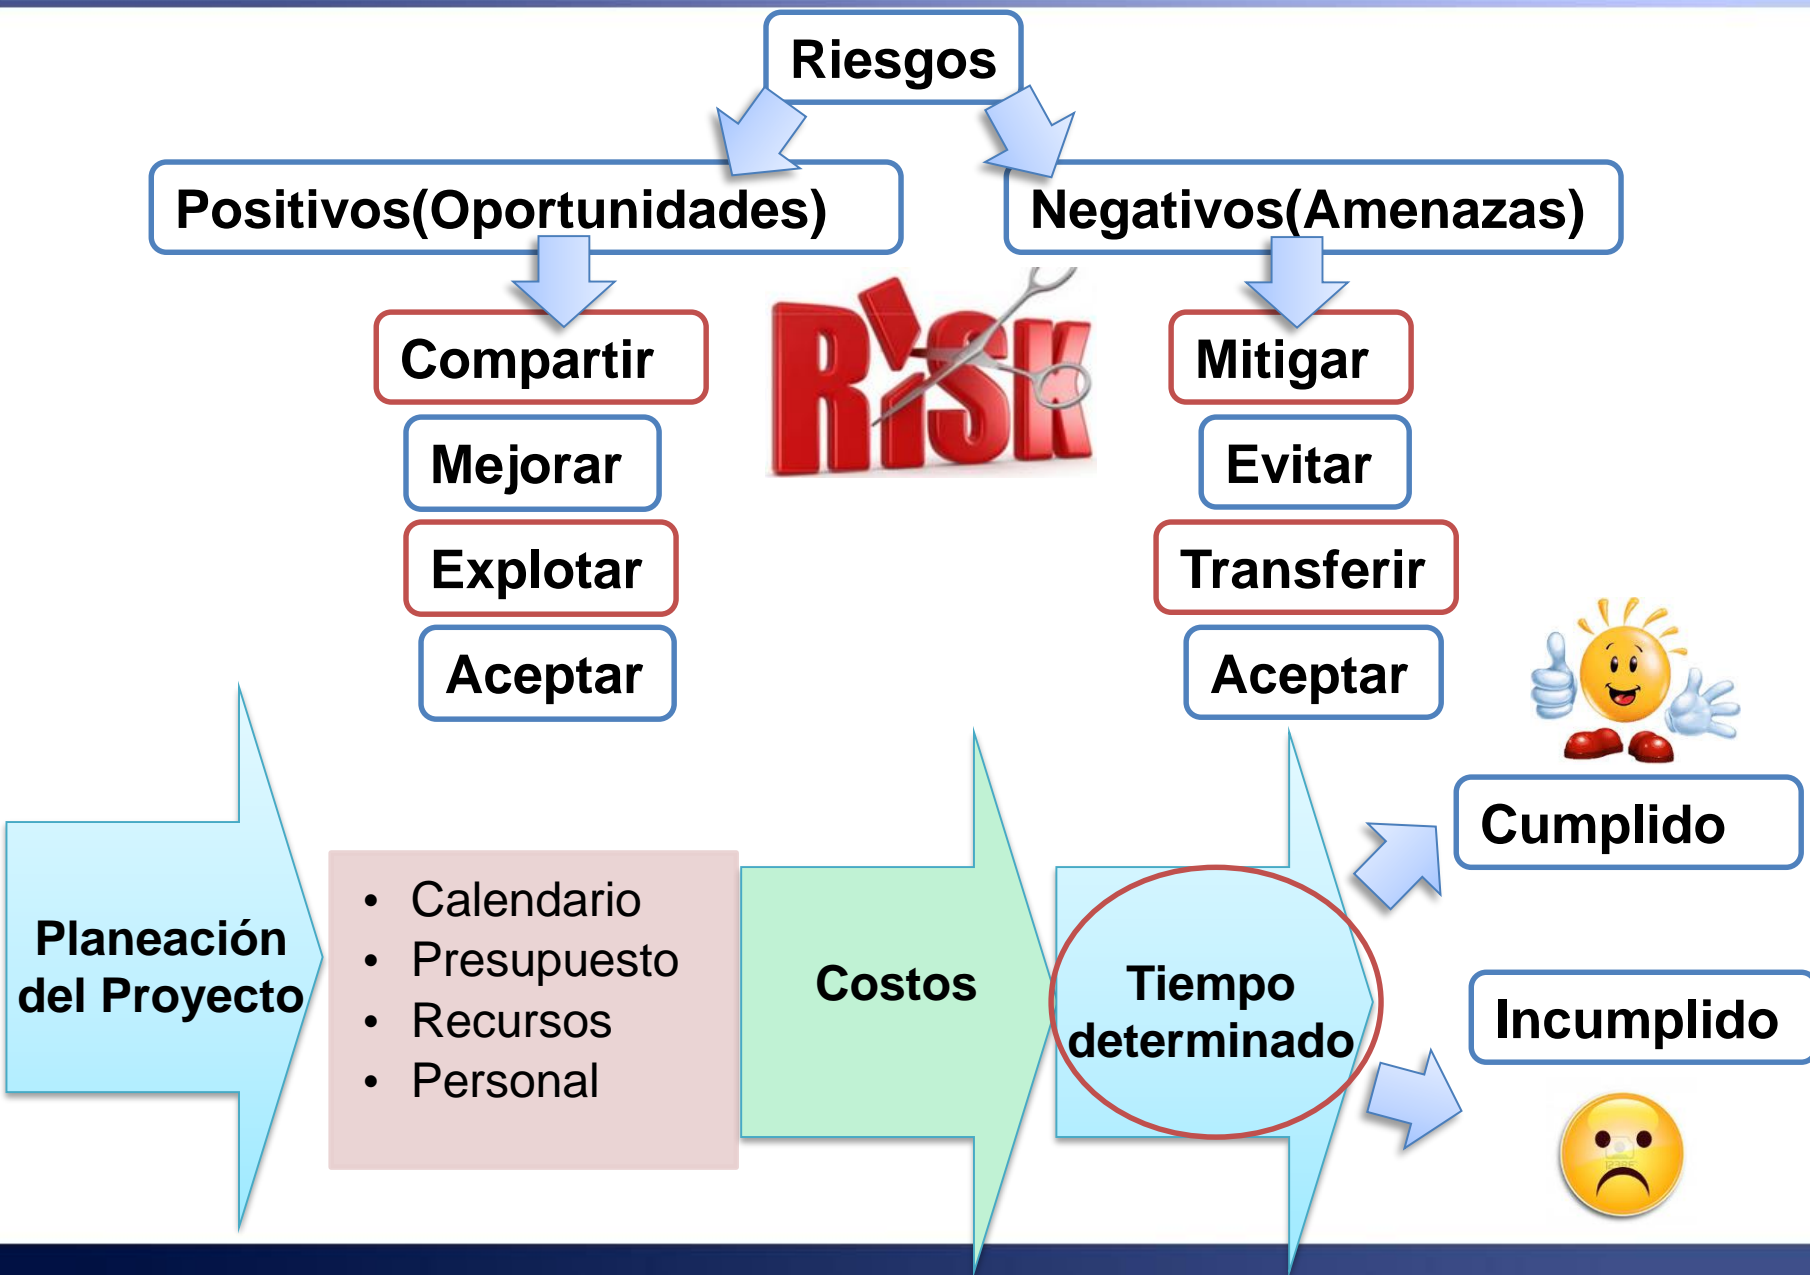 Riesgos
Positivos(Oportunidades)
Negativos(Amenazas)
RiSK
Compartir
Mitigar
Mejorar
Evitar
Explotar
Transferir
Aceptar
Aceptar
Planeación
del Proyecto
• Calendario
• Presupuesto
• Recursos
• Personal
Costos
Tiempo
determinado
Cumplido
Incumplido